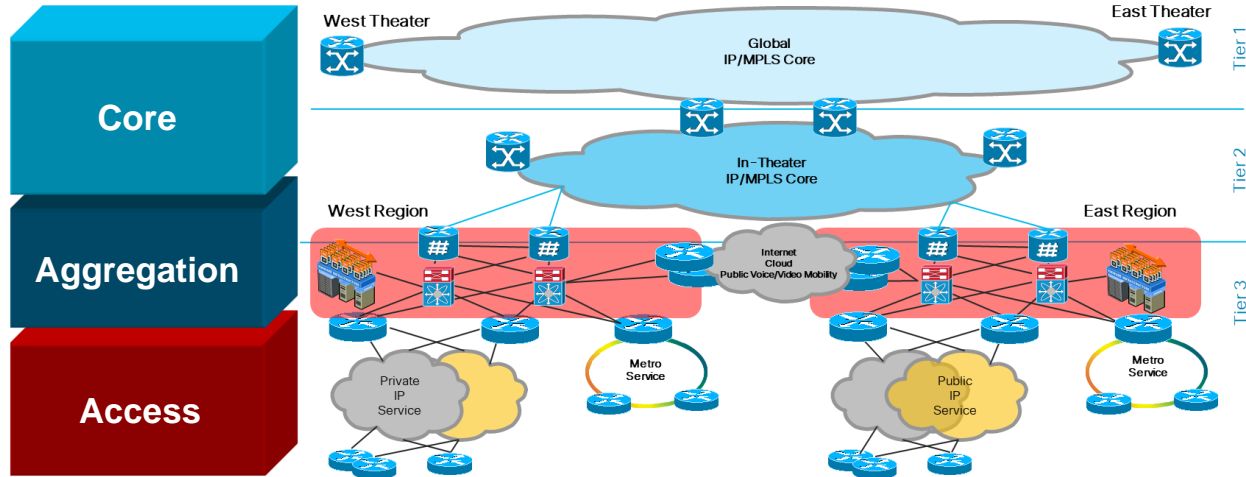 Core
Aggregation
Access
West Theater
East Theater
Global
IP/MPLS Core
Tier 1
In-Theater
IP/MPLS Core
Tier 2
West Region
East Region
##
##
##
##
Internet
Cloud
Public Voice/Video Mobility
Tier 3
Private
IP
Service
Metro
Service
Public
IP
Service
Metro
Service